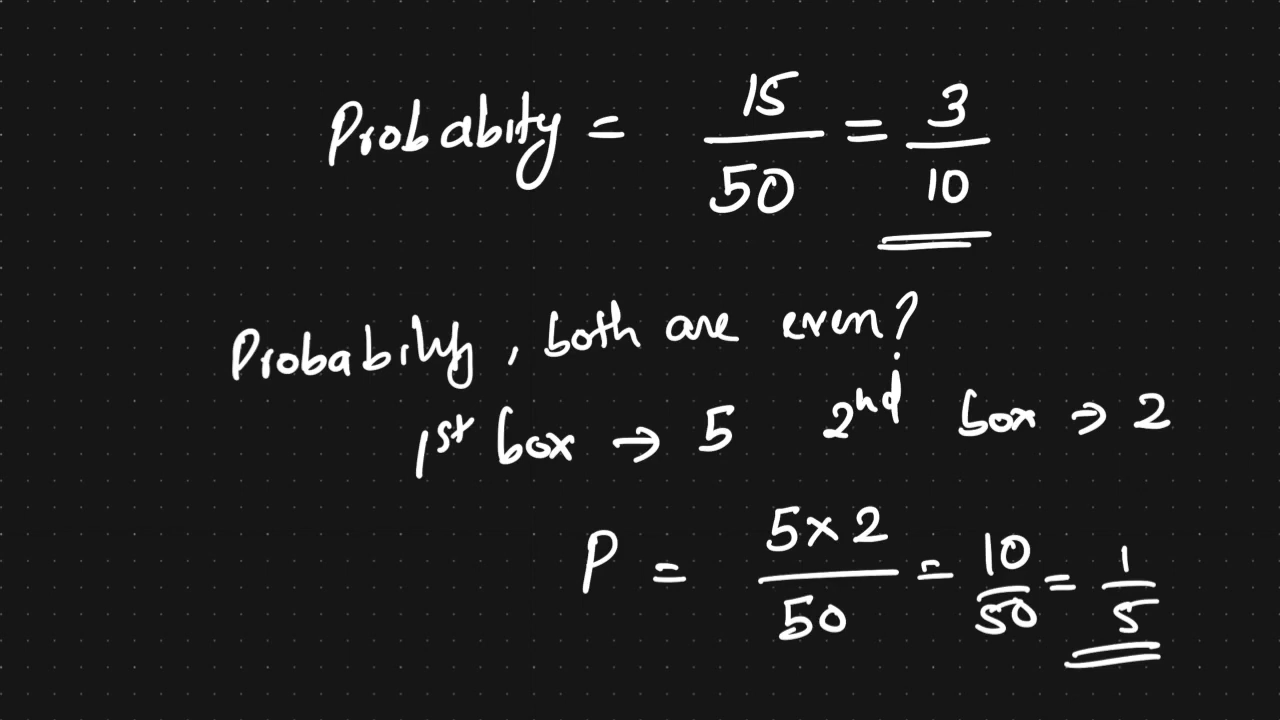 Probabity = 15/50 = 3/10
Probability, both are even?
1st box → 5 2nd box → 2
P = 5×2/50 = 10/50 = 1/5